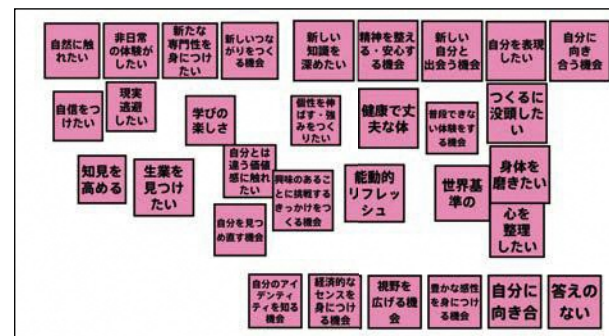 自然に触
れたい
非日常
の体験が
したい
新たな
専門性を
身につけ
たい
新しいつな
がりをつく
る機会
新しい
知識を
深めたい
精神を整え
る・安心す
る機会
新しい
自分と
出会う機会
自分を表現
したい
自分に
向き
合う機会
自信をつ
けたい
現実
逃避
したい
学びの
楽しさ
個性を伸
ばす・強
みをつく
りたい
健康で丈
夫な体
普段できな
い体験をす
る機会
つくるに
没頭した
い
知見を
高める
生業を
見つけ
たい
自分とは
違う価値
感に触れ
たい
興味のあるこ
とに挑戦する
きっかけをつ
くる機会
能動的
リフレッ
シュ
世界基
準の
身体を
磨きたい
自分を見つ
め直す機会
心を
整理
したい
自分のアイ
デンティ
ティを知る
機会
経済的な
センスを
身につけ
る機会
視野を
広げる機
会
豊かな感性
を身につけ
る機会
自分に
向き合
答えの
ない